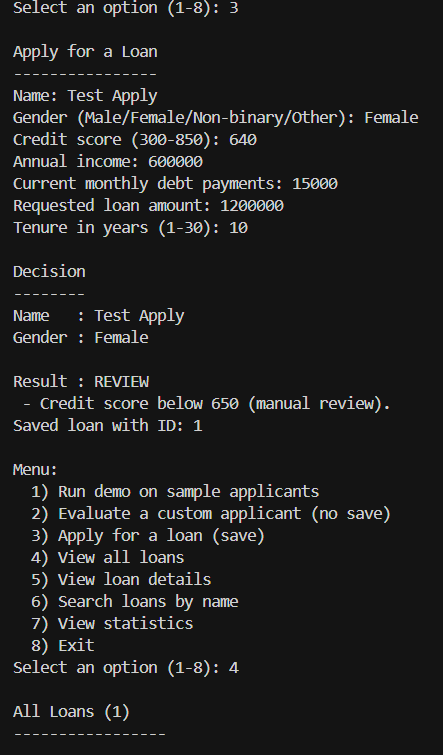 Select an option (1-8): 3
Apply for a Loan
----------------
Name: Test Apply
Gender (Male/Female/Non-binary/Other): Female
Credit score (300-850): 640
Annual income: 600000
Current monthly debt payments: 15000
Requested loan amount: 1200000
Tenure in years (1-30): 10
Decision
--------
Name   : Test Apply
Gender : Female
Result : REVIEW
 - Credit score below 650 (manual review).
Saved loan with ID: 1
Menu:
  1) Run demo on sample applicants
  2) Evaluate a custom applicant (no save)
  3) Apply for a loan (save)
  4) View all loans
  5) View loan details
  6) Search loans by name
  7) View statistics
  8) Exit
Select an option (1-8): 4
All Loans (1)
-----------------